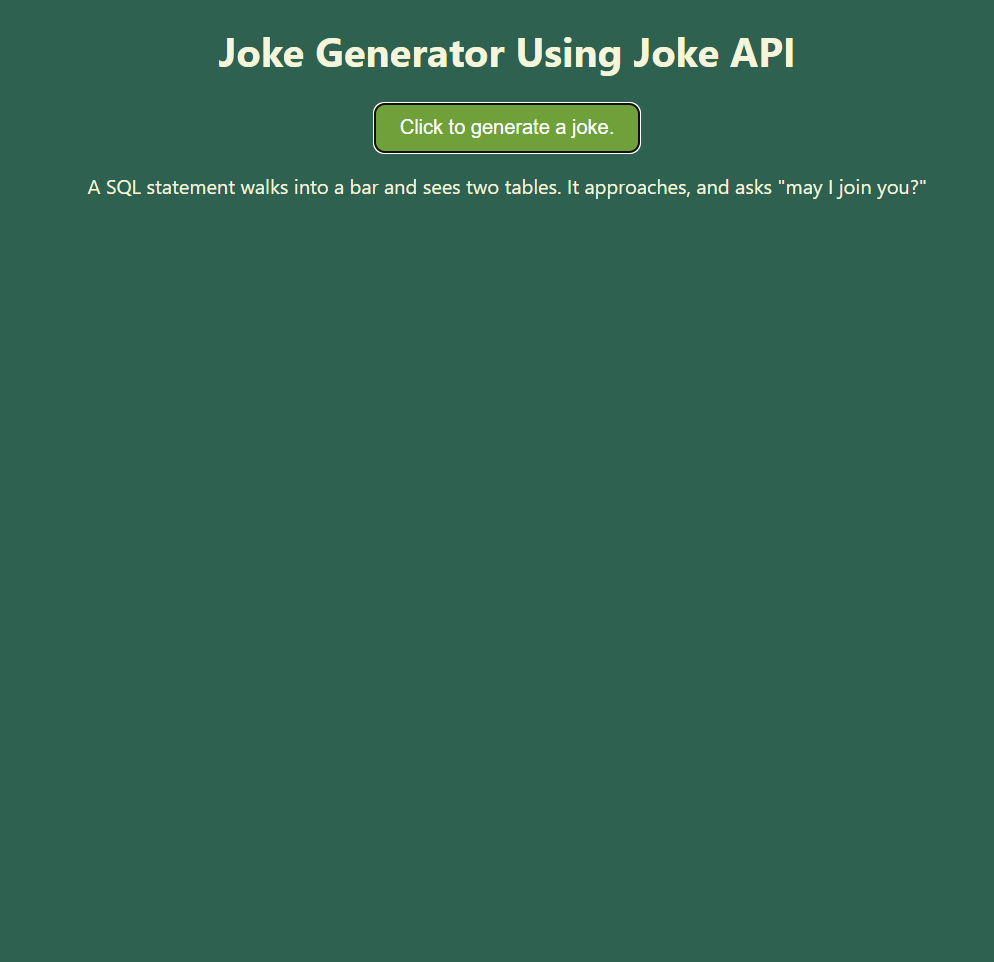 Joke Generator Using Joke API
Click to generate a joke.
A SQL statement walks into a bar and sees two tables. It approaches, and asks "may I join you?"